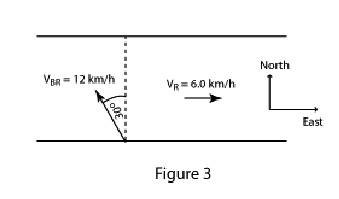 North
V_BR = 12 km/h
V_R = 6.0 km/h
30°
East
Figure 3